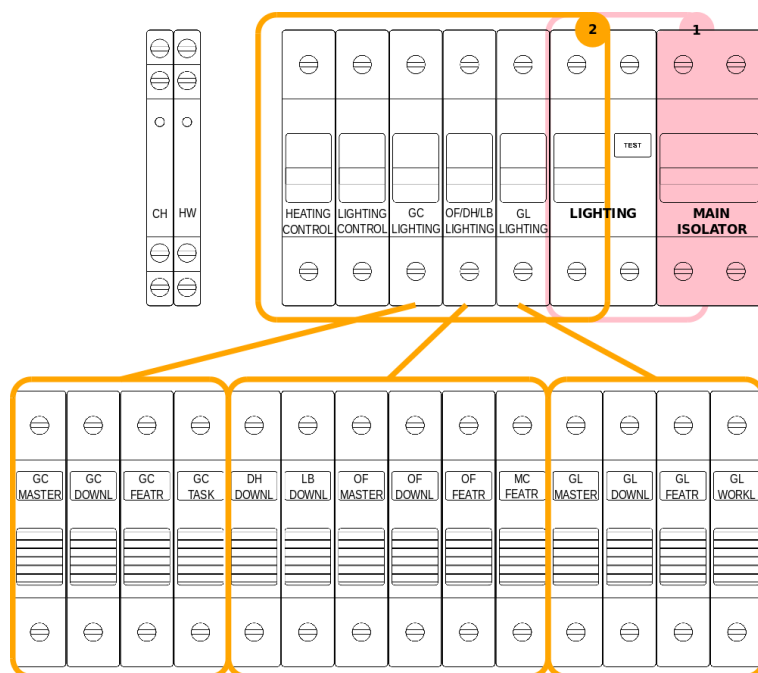 2
1
TEST
CH
HW
HEATING
CONTROL
LIGHTING
CONTROL
GC
LIGHTING
OF/DH/LB
LIGHTING
GL
LIGHTING
LIGHTING
MAIN
ISOLATOR
GC
MASTER
GC
DOWNL
GC
FEATR
GC
TASK
DH
DOWNL
LB
DOWNL
OF
MASTER
OF
DOWNL
OF
FEATR
MC
FEATR
GL
MASTER
GL
DOWNL
GL
FEATR
GL
WORKL